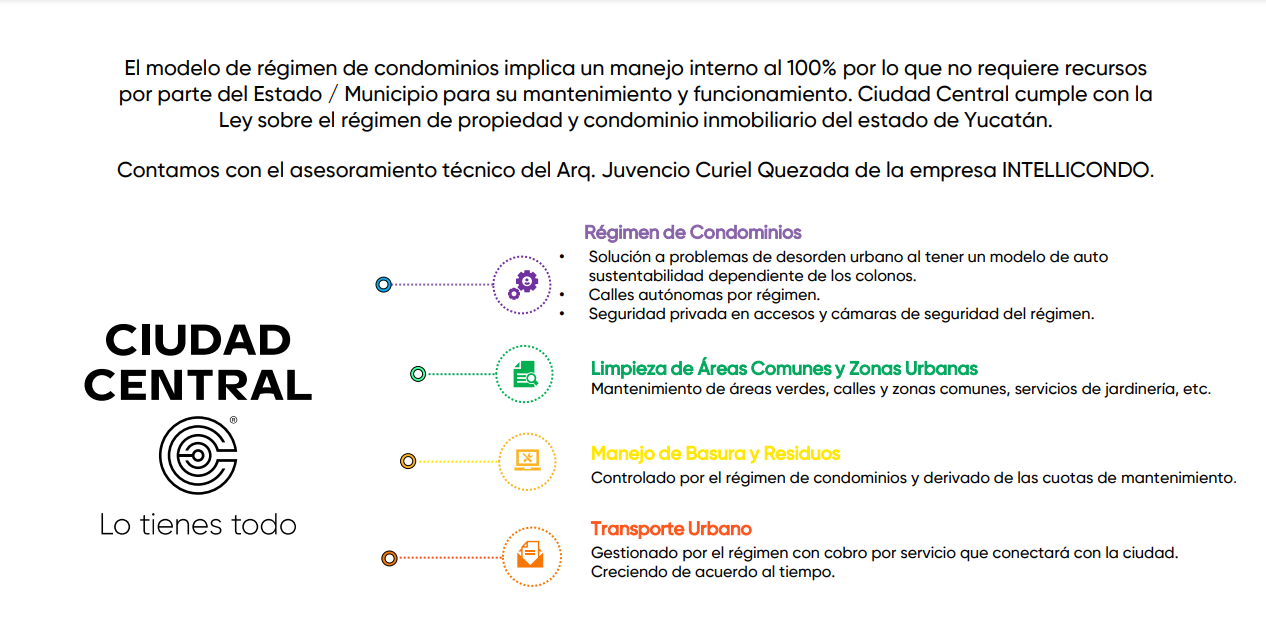 El modelo de régimen de condominios implica un manejo interno al 100% por lo que no requiere recursos
por parte del Estado / Municipio para su mantenimiento y funcionamiento. Ciudad Central cumple con la
Ley sobre el régimen de propiedad y condominio inmobiliario del estado de Yucatán.
Contamos con el asesoramiento técnico del Arq. Juvencio Curiel Quezada de la empresa INTELLICONDO.
CIUDAD
CENTRAL
®
Lo tienes todo
Régimen de Condominios
• Solución a problemas de desorden urbano al tener un modelo de auto
sustentabilidad dependiente de los colonos.
• Calles autónomas por régimen.
• Seguridad privada en accesos y cámaras de seguridad del régimen.
Limpieza de Áreas Comunes y Zonas Urbanas
Mantenimiento de áreas verdes, calles y zonas comunes, servicios de jardinería, etc.
Manejo de Basura y Residuos
Controlado por el régimen de condominios y derivado de las cuotas de mantenimiento.
Transporte Urbano
Gestionado por el régimen con cobro por servicio que conectará con la ciudad.
Creciendo de acuerdo al tiempo.